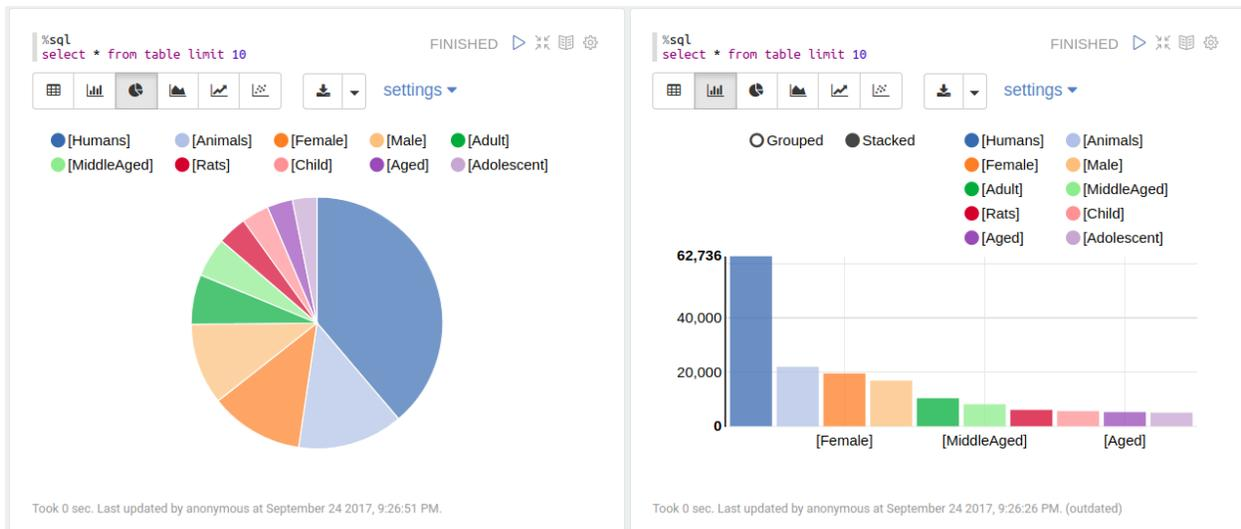 %sql
select * from table limit 10
FINISHED
settings
[Humans] [Animals] [Female] [Male] [Adult]
[MiddleAged] [Rats] [Child] [Aged] [Adolescent]
Took 0 sec. Last updated by anonymous at September 24 2017, 9:26:51 PM.
%sql
select * from table limit 10
FINISHED
settings
Grouped Stacked
[Humans] [Animals]
[Female] [Male]
[Adult] [MiddleAged]
[Rats] [Child]
[Aged] [Adolescent]
62,736
40,000
20,000
0
[Female] [MiddleAged] [Aged]
Took 0 sec. Last updated by anonymous at September 24 2017, 9:26:26 PM. (outdated)